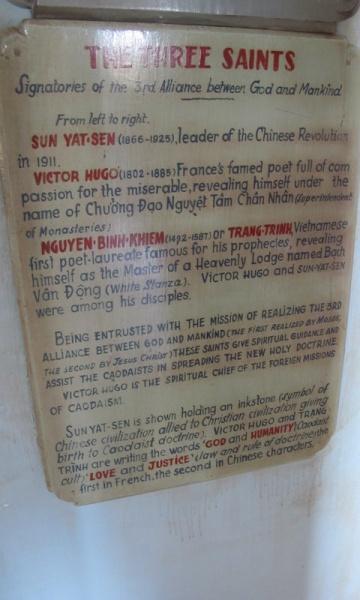 THE THREE SAINTS
Signatories of the 3rd Alliance between God and Mankind
From left to right.
SUN YAT-SEN (1866-1925), leader of the Chinese Revolution
in 1911.
VICTOR HUGO (1802-1885) France's famed poet full of com
passion for the miserable, revealing himself under the
name of Chưởng Đạo Nguyệt Tâm Chân Nhân (Superintendent
of Monasteries)
NGUYEN-BINH-KHIEM (1492-1587) or TRANG-TRINH, Vietnamese
first poet-laureate famous for his prophecies, revealing
himself as the Master of a Heavenly Lodge named Bach
Vân Động (White Stanza). VICTOR HUGO and SUN-YAT-SEN
were among his disciples.
BEING ENTRUSTED WITH THE MISSION OF REALIZING THE 3RD
ALLIANCE BETWEEN GOD AND MANKIND (THE FIRST REALIZED BY MOSES,
THE SECOND BY JESUS CHRIST) THESE SAINTS GIVE SPIRITUAL GUIDANCE AND
ASSIST THE CAODAISTS IN SPREADING THE NEW HOLY DOCTRINE.
VICTOR HUGO IS THE SPIRITUAL CHIEF OF THE FOREIGN MISSIONS
OF CAODAISM.
SUN YAT-SEN is shown holding an inkstone (symbol of
Chinese civilization allied to Christian civilization giving
birth to Caodaist doctrine). VICTOR HUGO and TRANG
TRINH are writing the words "GOD and HUMANITY" (Caodaist
cult) "LOVE and JUSTICE" (law and rule of doctrine) the
first in French, the second in Chinese characters.